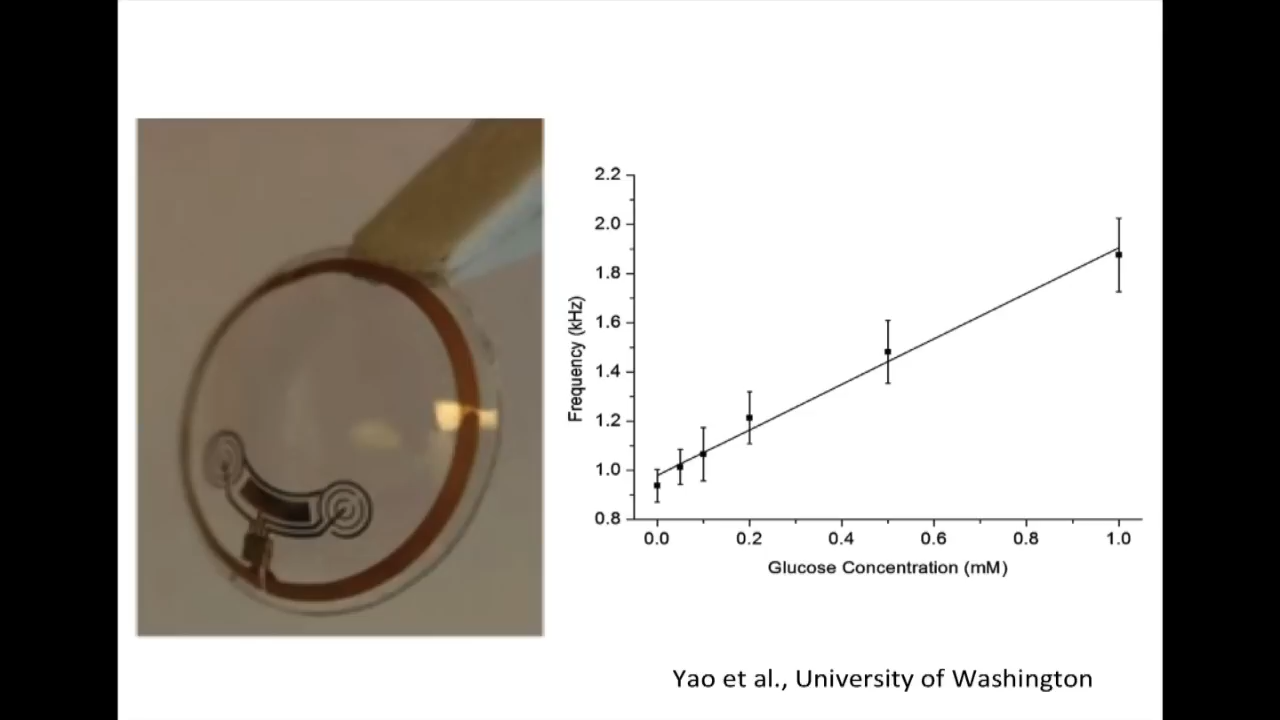 2.2
2.0
1.8
1.6
1.4
1.2
1.0
0.8
Frequency (kHz)
0.0 0.2 0.4 0.6 0.8 1.0
Glucose Concentration (mM)
Yao et al., University of Washington